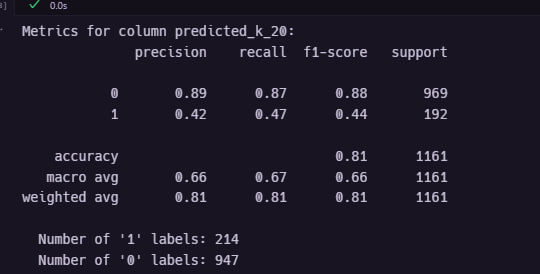 0.0s
Metrics for column predicted_k_20:
precision recall f1-score support
0 0.89 0.87 0.88 969
1 0.42 0.47 0.44 192
accuracy 0.81 1161
macro avg 0.66 0.67 0.66 1161
weighted avg 0.81 0.81 0.81 1161
Number of '1' labels: 214
Number of '0' labels: 947